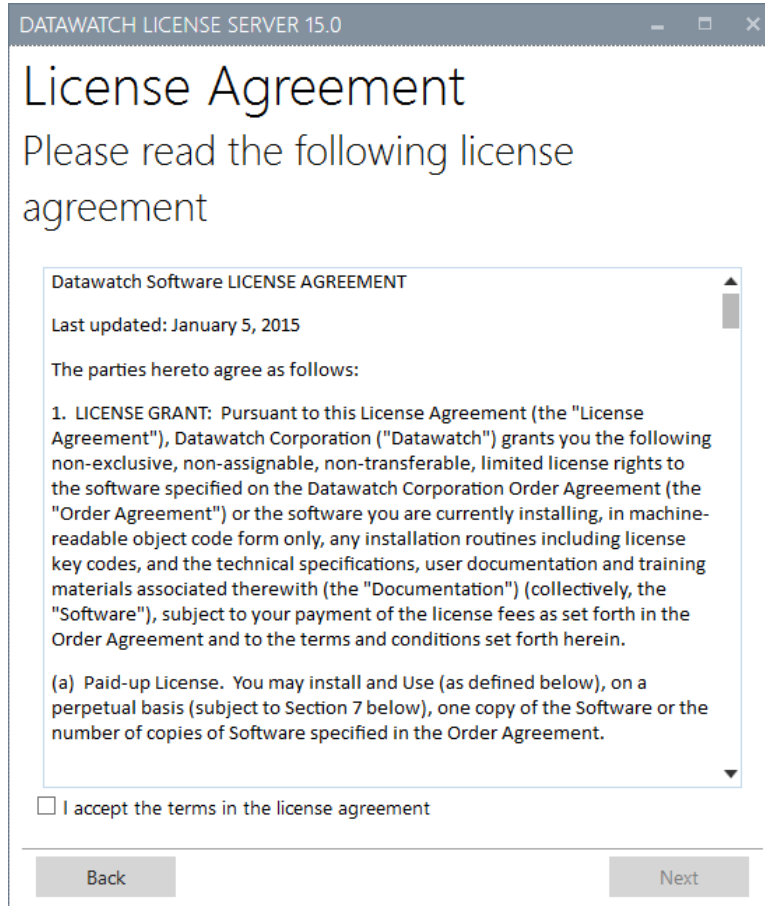 DATAWATCH LICENSE SERVER 15.0
License Agreement
Please read the following license
agreement
Datawatch Software LICENSE AGREEMENT
Last updated: January 5, 2015
The parties hereto agree as follows:
1.  LICENSE GRANT:  Pursuant to this License Agreement (the "License
Agreement"), Datawatch Corporation ("Datawatch") grants you the following
non-exclusive, non-assignable, non-transferable, limited license rights to
the software specified on the Datawatch Corporation Order Agreement (the
"Order Agreement") or the software you are currently installing, in machine-
readable object code form only, any installation routines including license
key codes, and the technical specifications, user documentation and training
materials associated therewith (the "Documentation") (collectively, the
"Software"), subject to your payment of the license fees as set forth in the
Order Agreement and to the terms and conditions set forth herein.
(a)  Paid-up License.  You may install and Use (as defined below), on a
perpetual basis (subject to Section 7 below), one copy of the Software or the
number of copies of Software specified in the Order Agreement.
I accept the terms in the license agreement
Back
Next